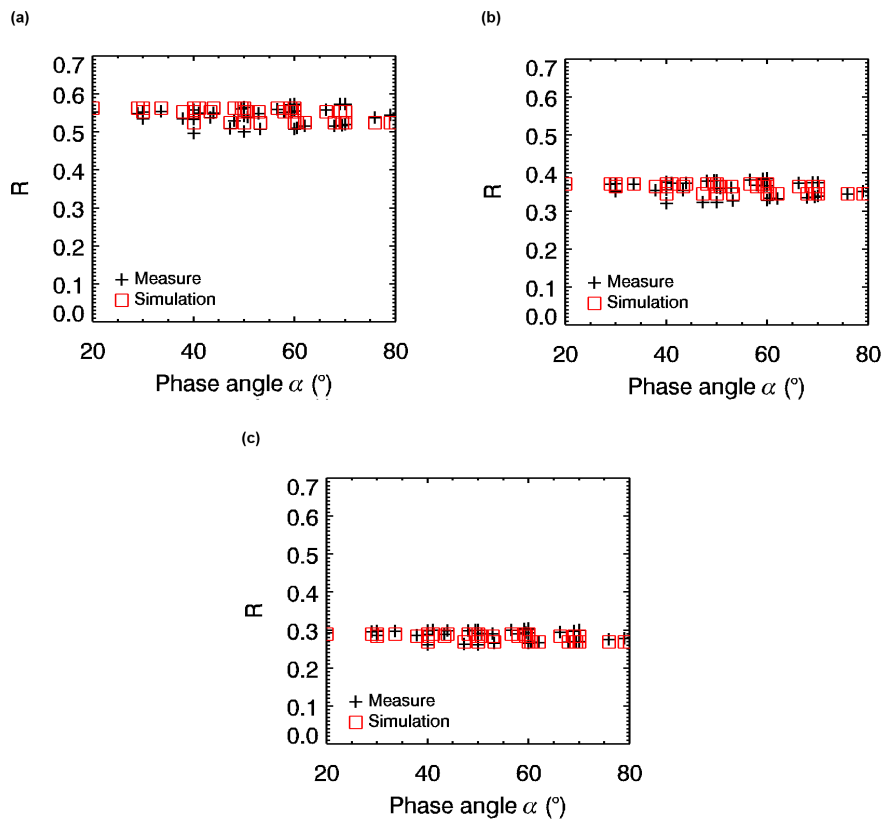 (a)
0.7
0.6
0.5
0.4
0.3
0.2
0.1
0.0
R
+ Measure
□ Simulation
20 40 60 80
Phase angle α (°)
(b)
0.7
0.6
0.5
0.4
0.3
0.2
0.1
0.0
R
+ Measure
□ Simulation
20 40 60 80
Phase angle α (°)
(c)
0.7
0.6
0.5
0.4
0.3
0.2
0.1
0.0
R
+ Measure
□ Simulation
20 40 60 80
Phase angle α (°)